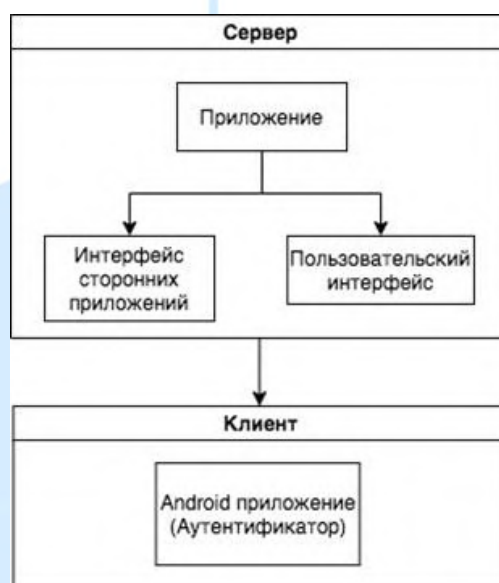 Сервер
Приложение
Интерфейс
сторонних
приложений
Пользовательский
интерфейс
Клиент
Android приложение
(Аутентификатор)